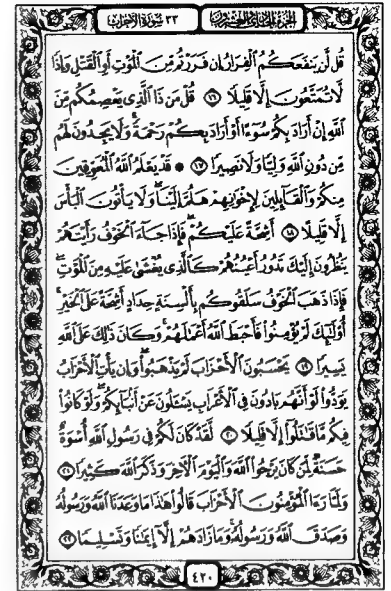 الجزء الحادي والعشرون ٣٣ سورة الأحزاب
قُل لَّن يَنفَعَكُمُ ٱلْفِرَارُ إِن فَرَرْتُم مِّنَ ٱلْمَوْتِ أَوِ ٱلْقَتْلِ وَإِذًا
لَّا تُمَتَّعُونَ إِلَّا قَلِيلًا ١٦ قُلْ مَن ذَا ٱلَّذِى يَعْصِمُكُم مِّنَ
ٱللَّهِ إِنْ أَرَادَ بِكُمْ سُوٓءًا أَوْ أَرَادَ بِكُمْ رَحْمَةً ۚ وَلَا يَجِدُونَ لَهُم
مِّن دُونِ ٱللَّهِ وَلِيًّا وَلَا نَصِيرًا ١٧ ۞ قَدْ يَعْلَمُ ٱللَّهُ ٱلْمُعَوِّقِينَ
مِنكُمْ وَٱلْقَآئِلِينَ لِإِخْوَٰنِهِمْ هَلُمَّ إِلَيْنَا ۖ وَلَا يَأْتُونَ ٱلْبَأْسَ
إِلَّا قَلِيلًا ١٨ أَشِحَّةً عَلَيْكُمْ ۖ فَإِذَا جَآءَ ٱلْخَوْفُ رَأَيْتَهُمْ
يَنظُرُونَ إِلَيْكَ تَدُورُ أَعْيُنُهُمْ كَٱلَّذِى يُغْشَىٰ عَلَيْهِ مِنَ ٱلْمَوْتِ ۖ
فَإِذَا ذَهَبَ ٱلْخَوْفُ سَلَقُوكُم بِأَلْسِنَةٍ حِدَادٍ أَشِحَّةً عَلَى ٱلْخَيْرِ ۚ
أُو۟لَٰٓئِكَ لَمْ يُؤْمِنُوا۟ فَأَحْبَطَ ٱللَّهُ أَعْمَٰلَهُمْ ۚ وَكَانَ ذَٰلِكَ عَلَى ٱللَّهِ
يَسِيرًا ١٩ يَحْسَبُونَ ٱلْأَحْزَابَ لَمْ يَذْهَبُوا۟ ۖ وَإِن يَأْتِ ٱلْأَحْزَابُ
يَوَدُّوا۟ لَوْ أَنَّهُم بَادُونَ فِى ٱلْأَعْرَابِ يَسْـَٔلُونَ عَنْ أَنۢبَآئِكُمْ ۖ وَلَوْ كَانُوا۟
فِيكُم مَّا قَٰتَلُوٓا۟ إِلَّا قَلِيلًا ٢٠ لَّقَدْ كَانَ لَكُمْ فِى رَسُولِ ٱللَّهِ أُسْوَةٌ
حَسَنَةٌ لِّمَن كَانَ يَرْجُوا۟ ٱللَّهَ وَٱلْيَوْمَ ٱلْـَٔاخِرَ وَذَكَرَ ٱللَّهَ كَثِيرًا ٢١
وَلَمَّا رَءَا ٱلْمُؤْمِنُونَ ٱلْأَحْزَابَ قَالُوا۟ هَٰذَا مَا وَعَدَنَا ٱللَّهُ وَرَسُولُهُۥ
وَصَدَقَ ٱللَّهُ وَرَسُولُهُۥ ۚ وَمَا زَادَهُمْ إِلَّآ إِيمَٰنًا وَتَسْلِيمًا ٢٢
٤٢٠